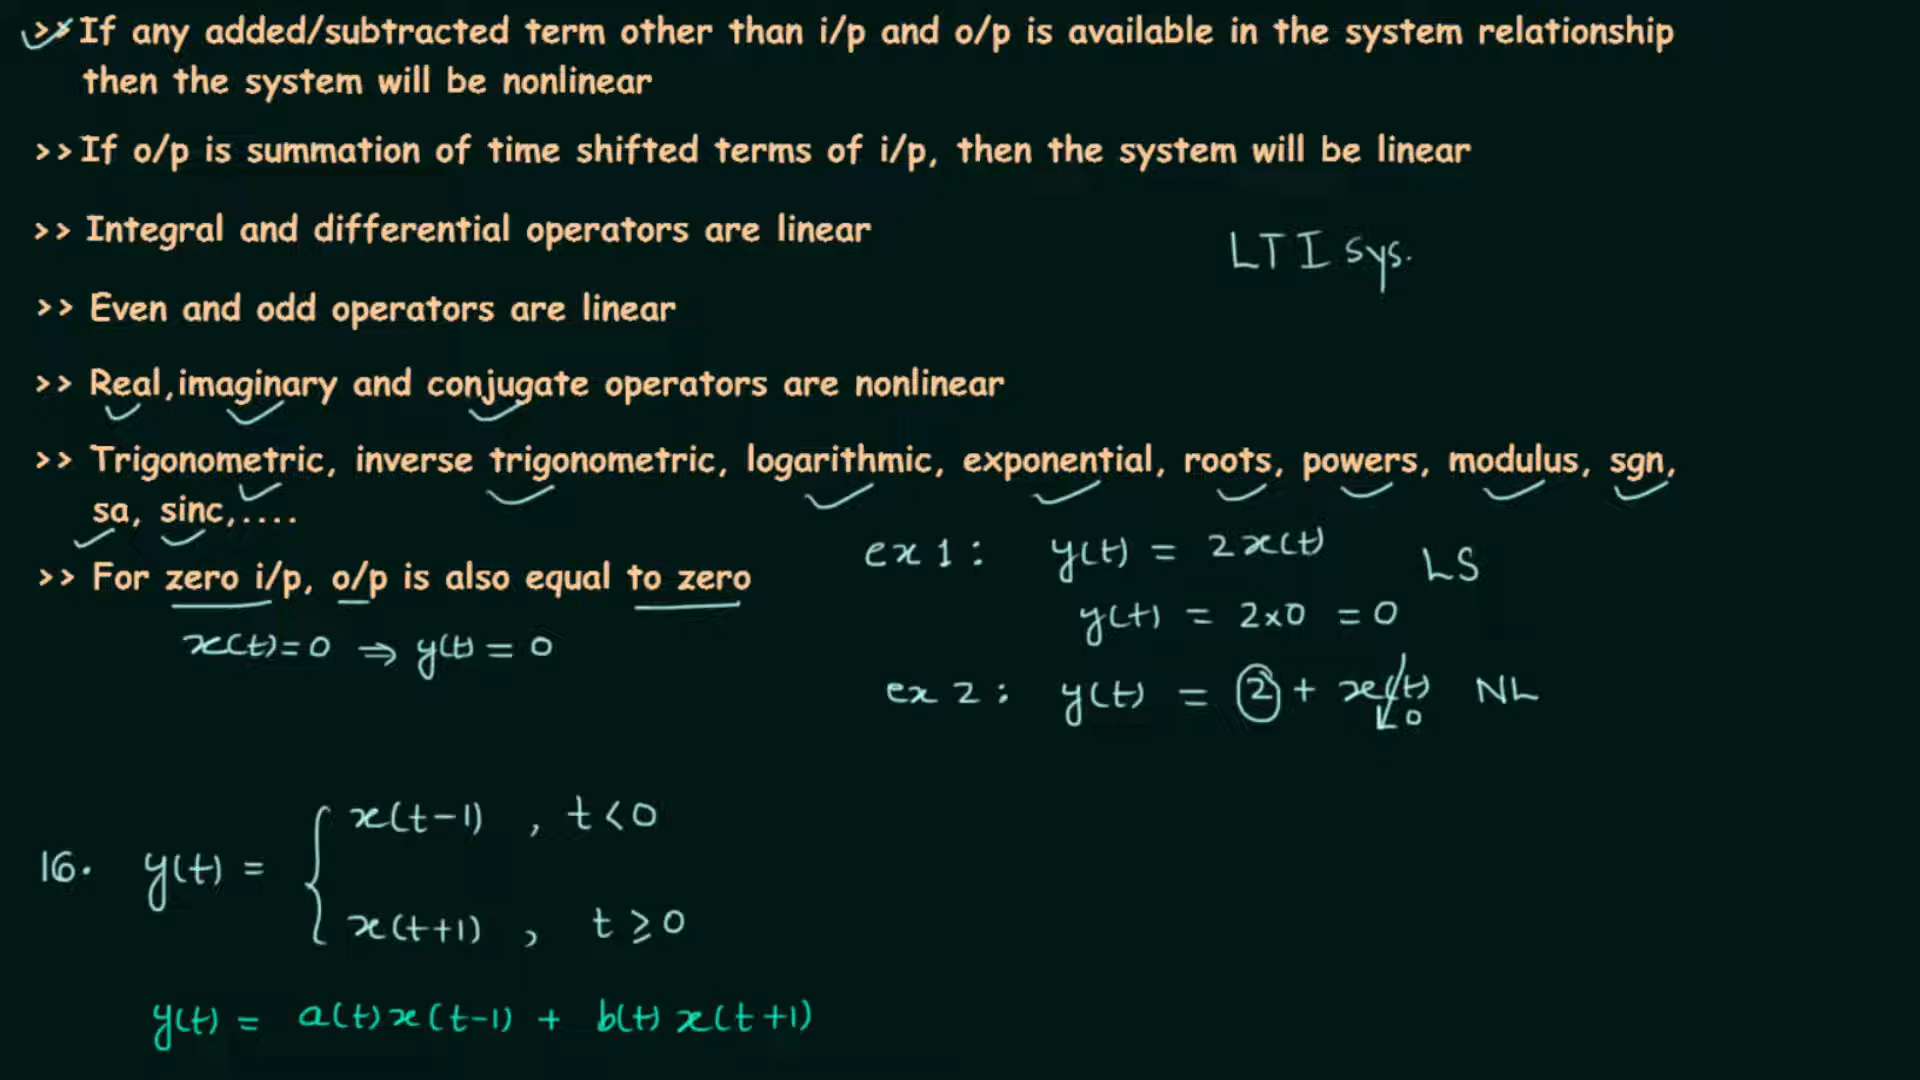 >> If any added/subtracted term other than i/p and o/p is available in the system relationship
then the system will be nonlinear
>> If o/p is summation of time shifted terms of i/p, then the system will be linear
>> Integral and differential operators are linear
LTI sys.
>> Even and odd operators are linear
>> Real,imaginary and conjugate operators are nonlinear
>> Trigonometric, inverse trigonometric, logarithmic, exponential, roots, powers, modulus, sgn,
sa, sinc,....
>> For zero i/p, o/p is also equal to zero
x(t)=0 ⇒ y(t) = 0
ex 1 : y(t) = 2x(t) LS
y(t) = 2×0 = 0
ex 2 : y(t) = 2 + x(t) NL
0
16. y(t) = { x(t-1) , t<0
x(t+1) , t≥0
y(t) = a(t)x(t-1) + b(t) x(t+1)